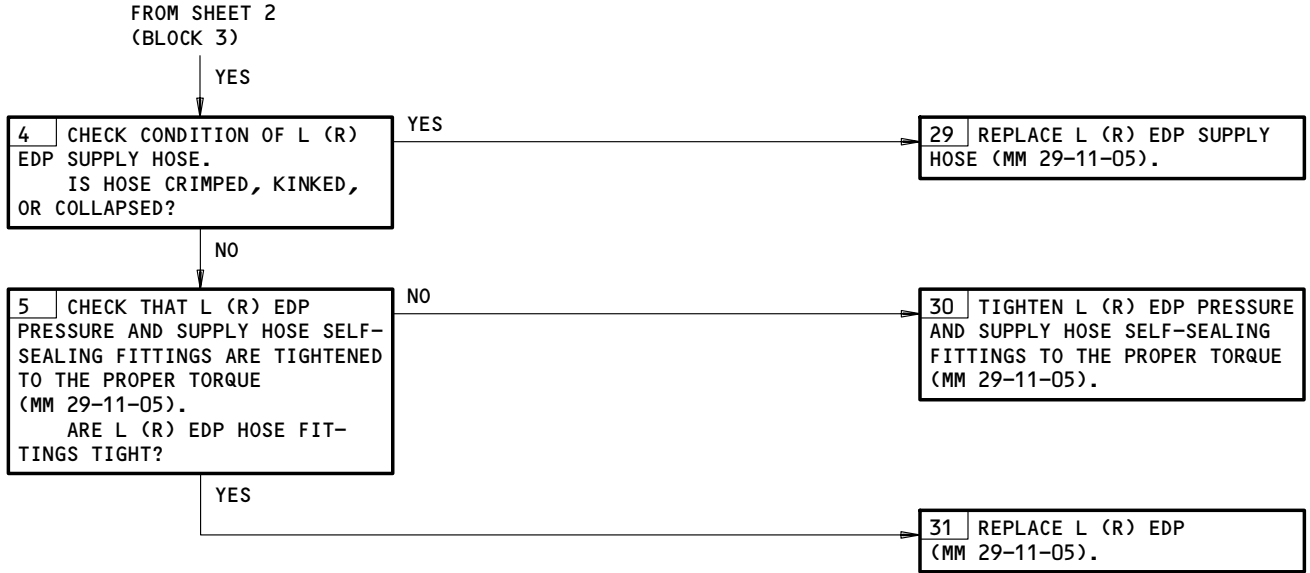 FROM SHEET 2
(BLOCK 3)
YES
4 CHECK CONDITION OF L (R)
EDP SUPPLY HOSE.
IS HOSE CRIMPED, KINKED,
OR COLLAPSED?
YES
29 REPLACE L (R) EDP SUPPLY
HOSE (MM 29-11-05).
NO
5 CHECK THAT L (R) EDP
PRESSURE AND SUPPLY HOSE SELF-
SEALING FITTINGS ARE TIGHTENED
TO THE PROPER TORQUE
(MM 29-11-05).
ARE L (R) EDP HOSE FIT-
TINGS TIGHT?
NO
30 TIGHTEN L (R) EDP PRESSURE
AND SUPPLY HOSE SELF-SEALING
FITTINGS TO THE PROPER TORQUE
(MM 29-11-05).
YES
31 REPLACE L (R) EDP
(MM 29-11-05).